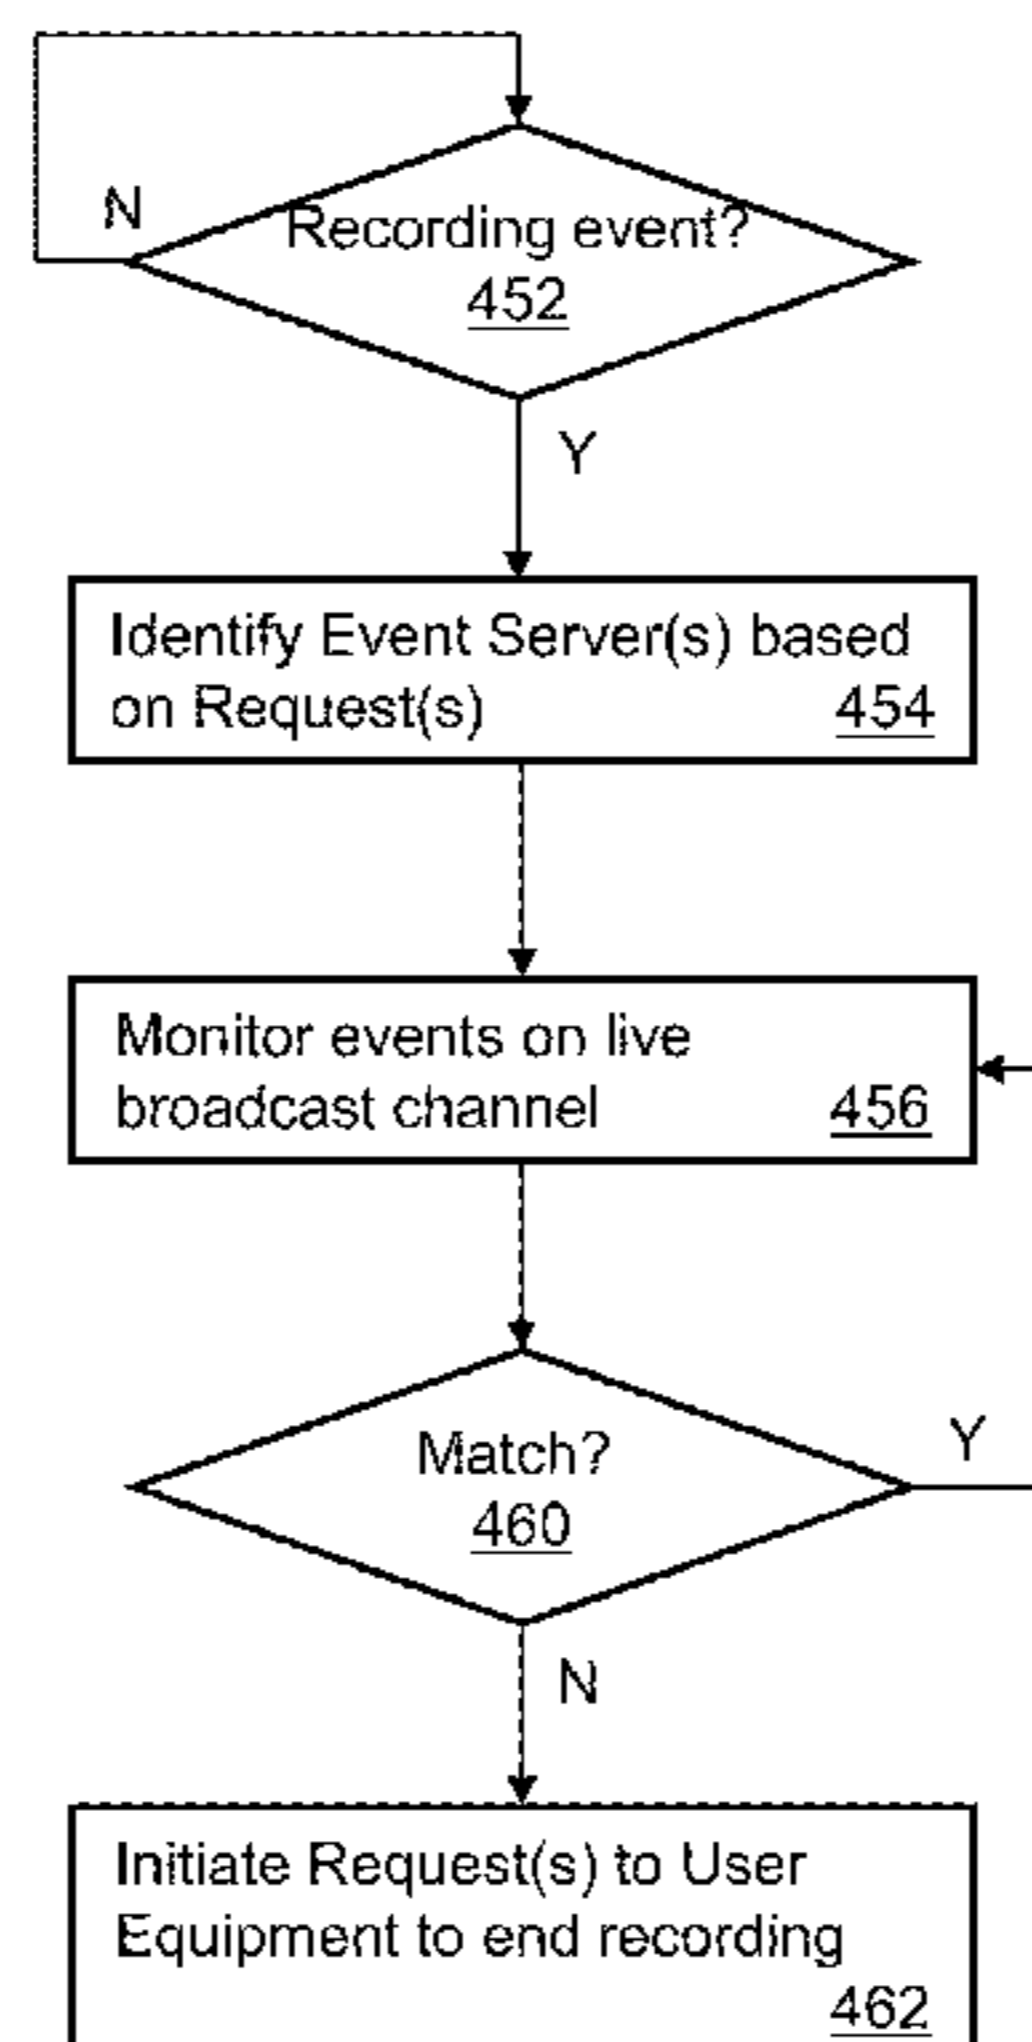 N
Recording event?
452
Y
Identify Event Server(s) based
on Request(s) 454
Monitor events on live
broadcast channel 456
Match?
460
Y
N
Initiate Request(s) to User
Equipment to end recording
462